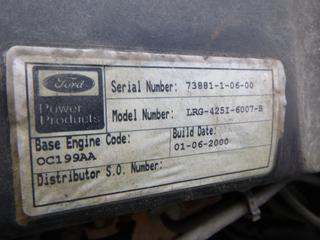 Ford
Power
Products
Serial Number: 73881-1-06-00
Model Number: LRG-425I-6007-B
Base Engine Code: Build Date:
OC199AA 01-06-2000
Distributor S.O. Number: